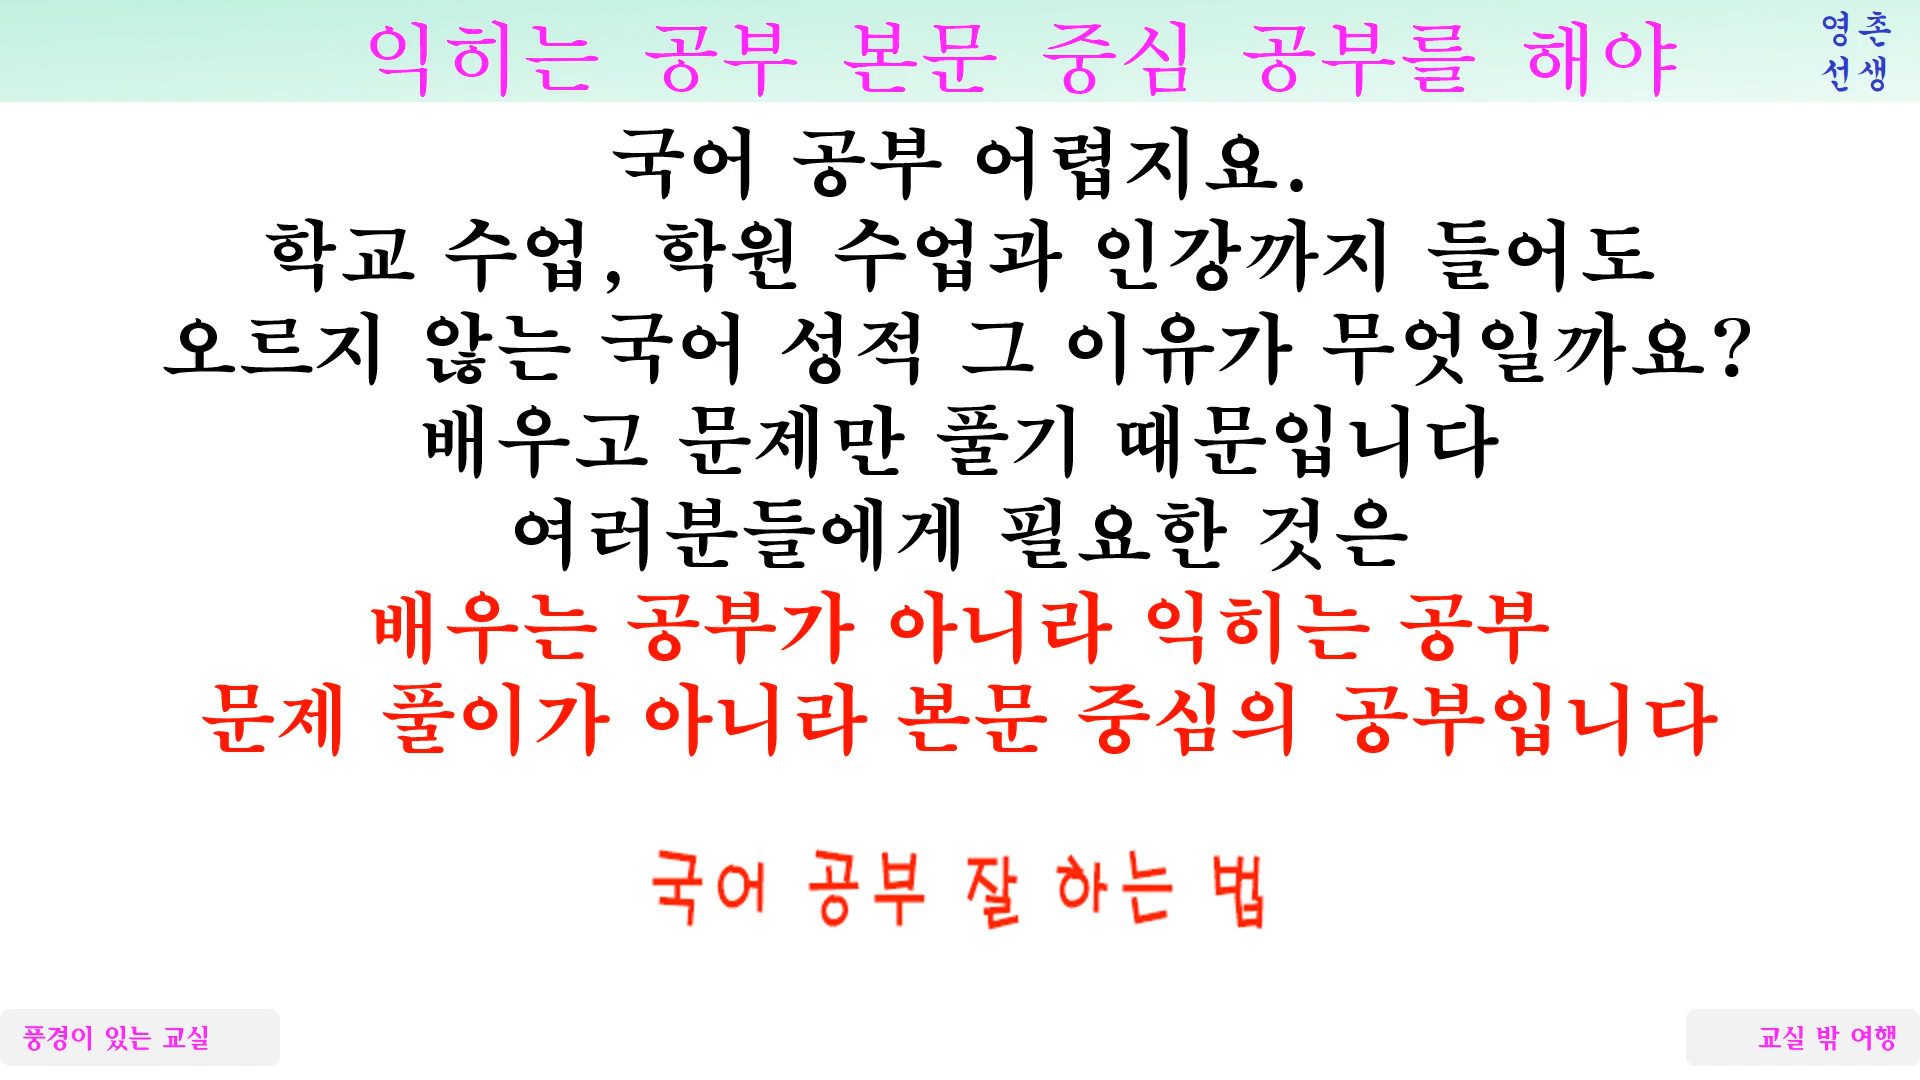 익히는 공부 본문 중심 공부를 해야
영촌
선생
국어 공부 어렵지요.
학교 수업, 학원 수업과 인강까지 들어도
오르지 않는 국어 성적 그 이유가 무엇일까요?
배우고 문제만 풀기 때문입니다
여러분들에게 필요한 것은
배우는 공부가 아니라 익히는 공부
문제 풀이가 아니라 본문 중심의 공부입니다
국어 공부 잘 하는 법
풍경이 있는 교실
교실 밖 여행